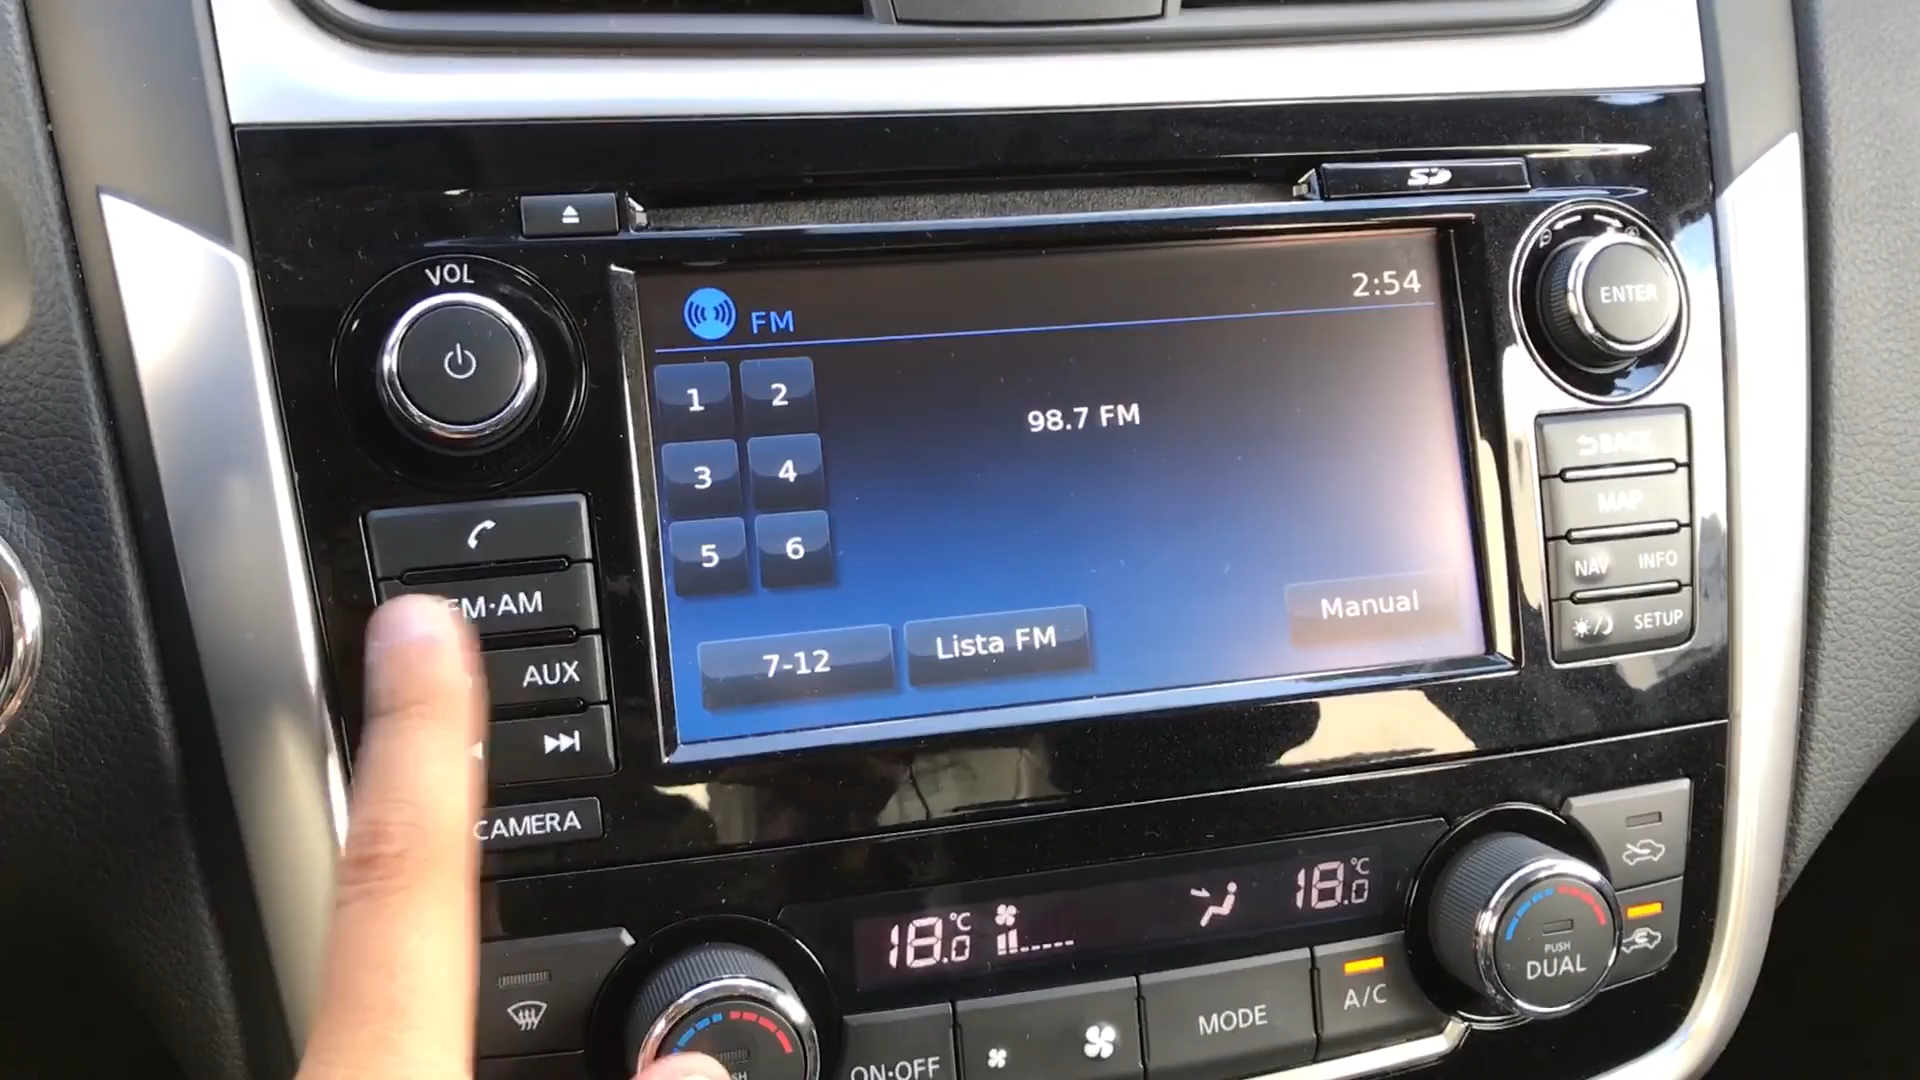 SD
VOL
ENTER
FM
2:54
1
2
98.7 FM
BACK
3
4
MAP
5
6
NAV
INFO
FM·AM
Manual
SETUP
7-12
Lista FM
AUX
CAMERA
18.0 °C
18.0 °C
PUSH
DUAL
ON·OFF
MODE
A/C